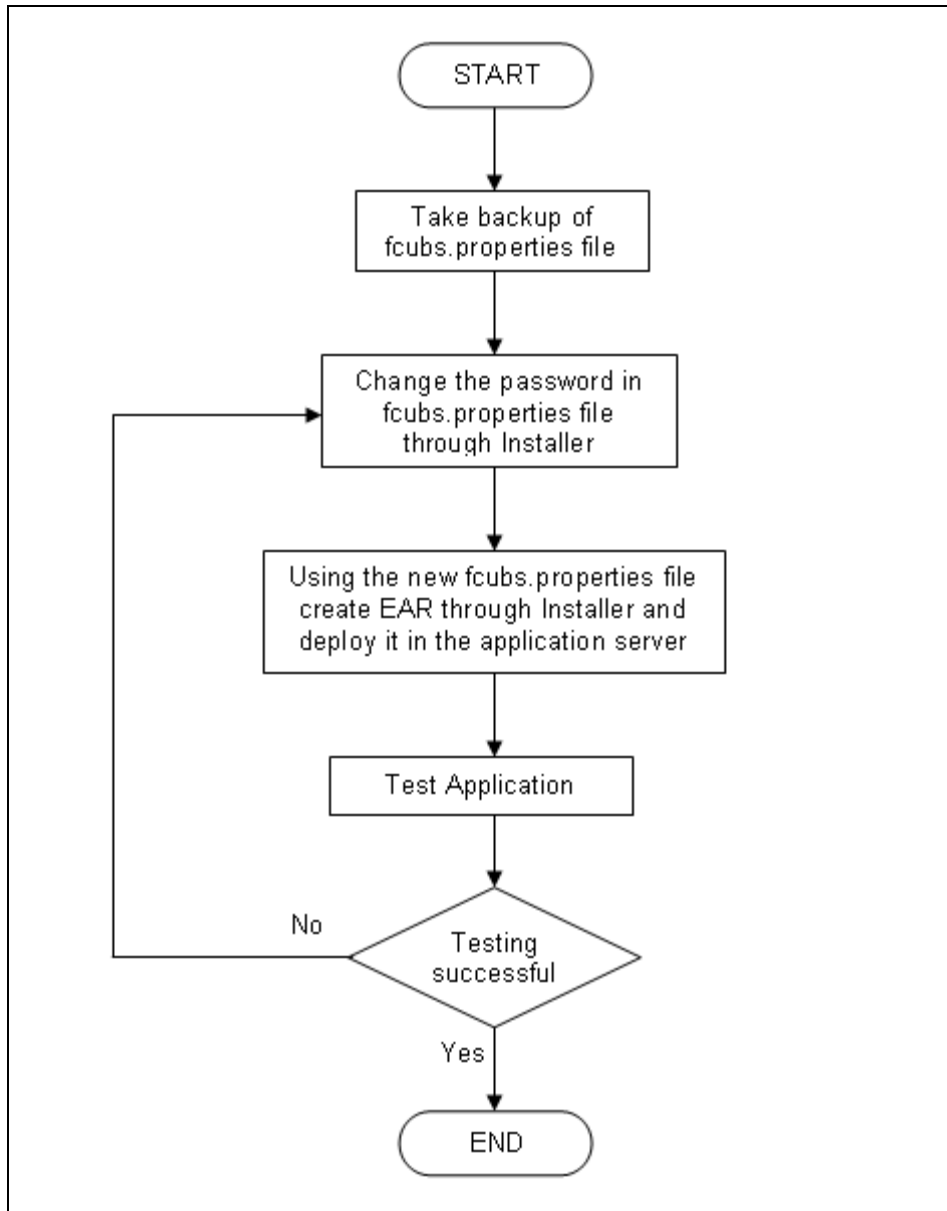 START
Take backup of
fcubs.properties file
Change the password in
fcubs.properties file
through Installer
Using the new fcubs.properties file
create EAR through Installer and
deploy it in the application server
Test Application
No
Testing
successful
Yes
END